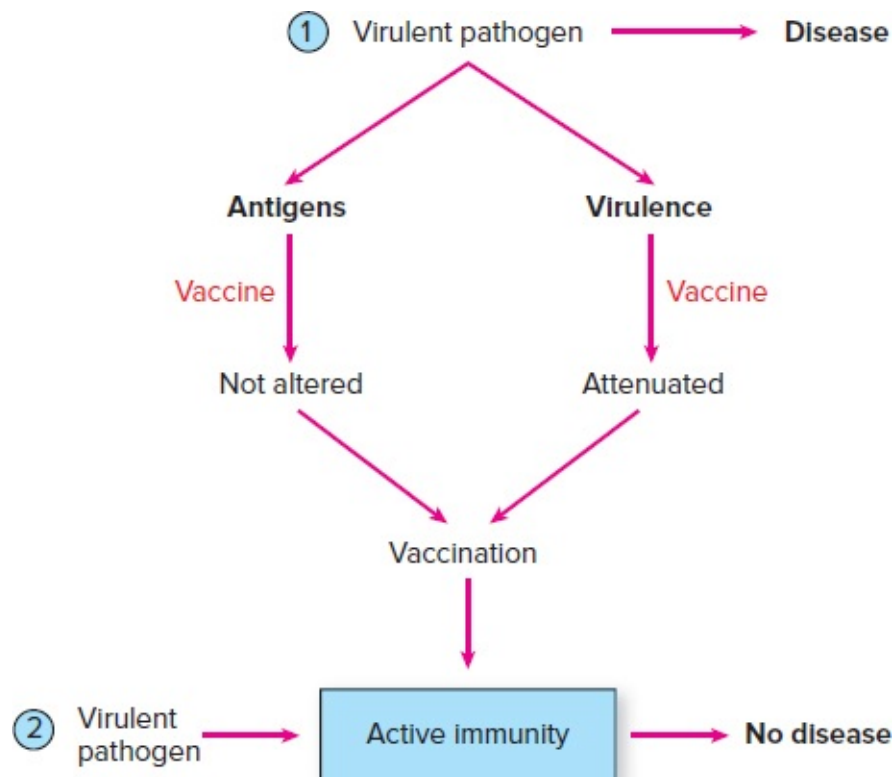 1 Virulent pathogen Disease
Antigens Virulence
Vaccine Vaccine
Not altered Attenuated
Vaccination
2 Virulent
pathogen
Active immunity No disease